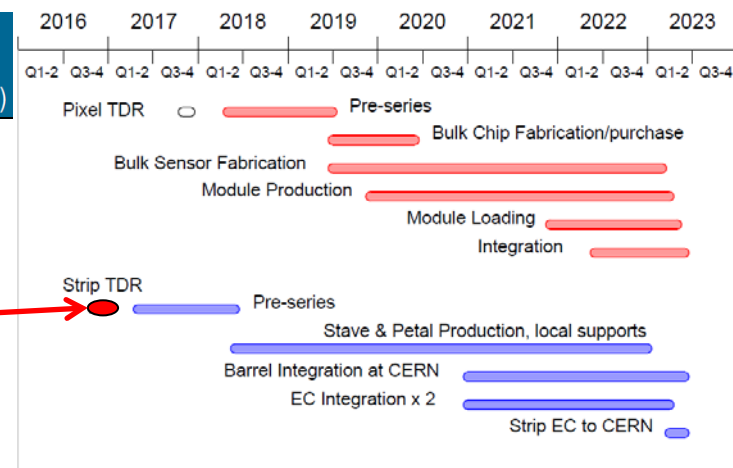 2016 2017 2018 2019 2020 2021 2022 2023
Q1-2 Q3-4 Q1-2 Q3-4 Q1-2 Q3-4 Q1-2 Q3-4 Q1-2 Q3-4 Q1-2 Q3-4 Q1-2 Q3-4 Q1-2 Q3-4
)
Pixel TDR Pre-series
Bulk Chip Fabrication/purchase
Bulk Sensor Fabrication
Module Production
Module Loading
Integration
Strip TDR
Pre-series
Stave & Petal Production, local supports
Barrel Integration at CERN
EC Integration x 2
Strip EC to CERN